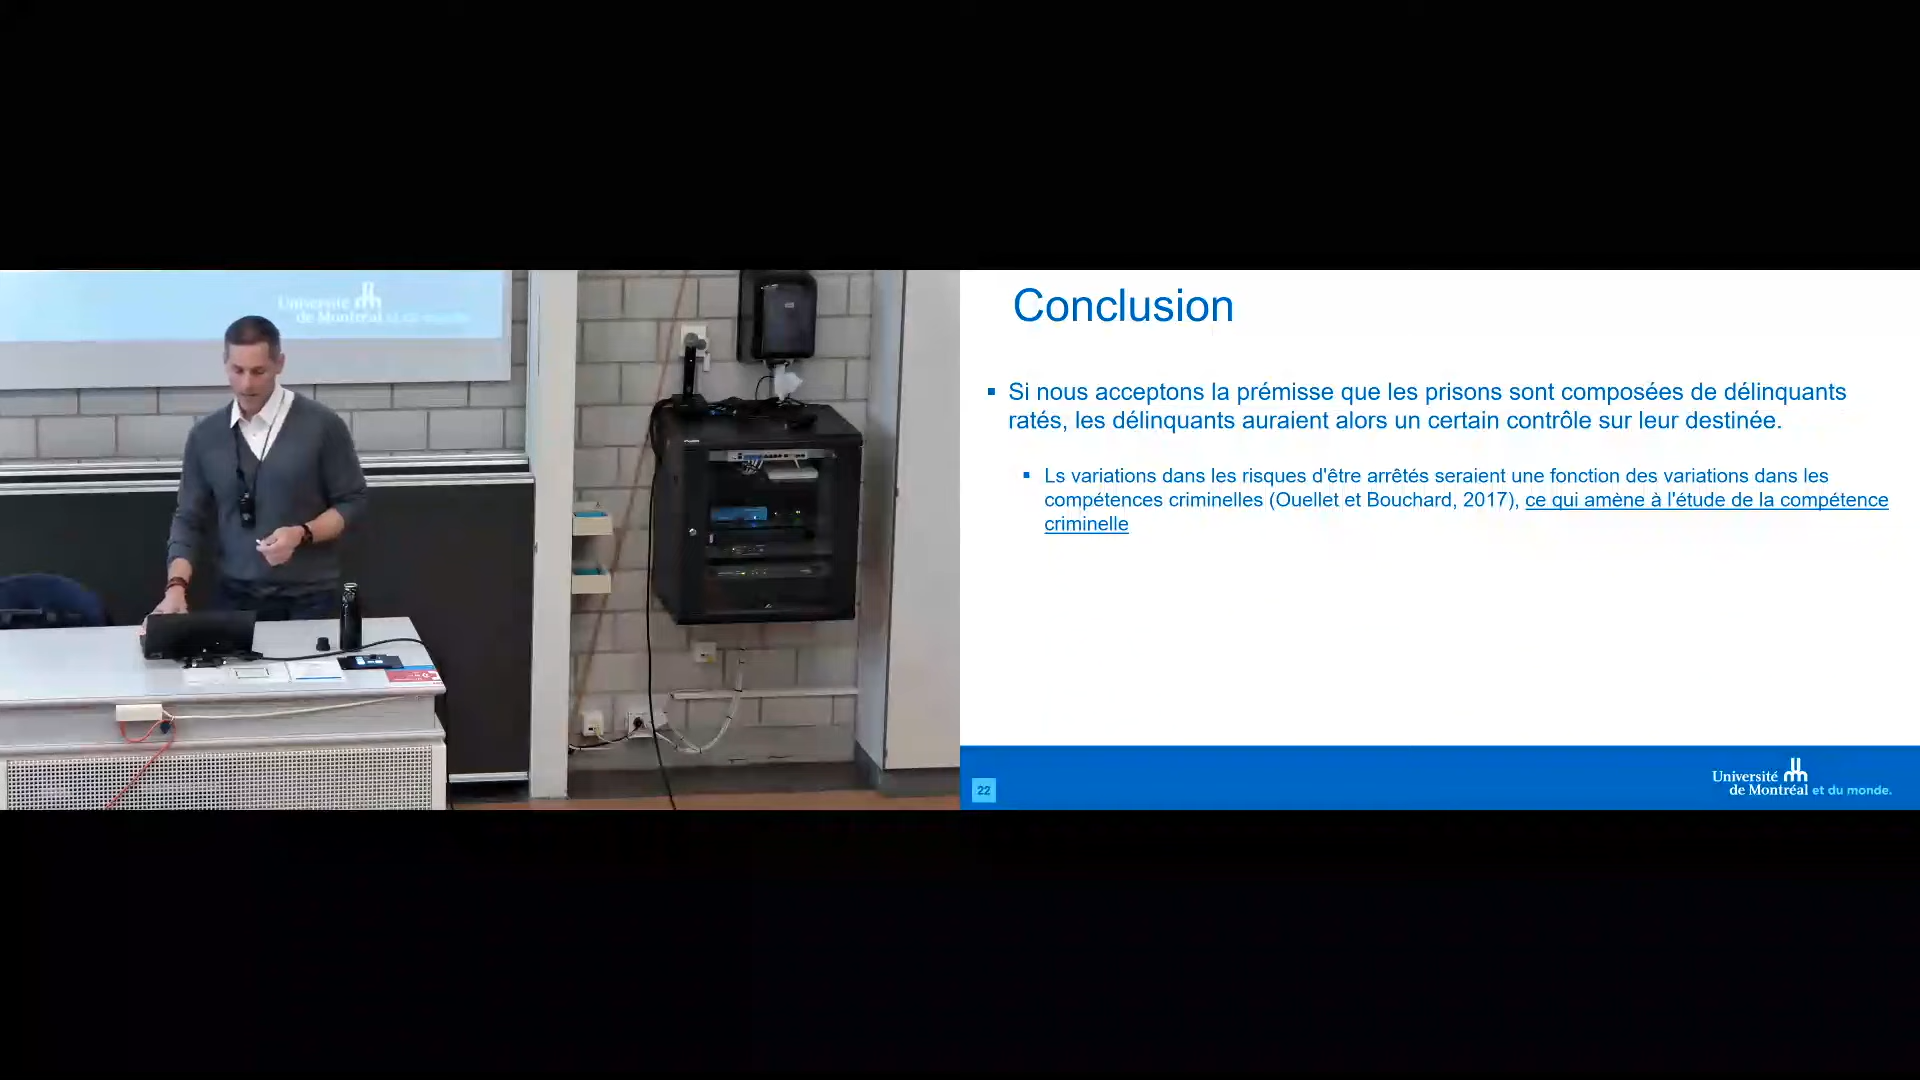 Université
de Montréal et du monde.
Conclusion
▪ Si nous acceptons la prémisse que les prisons sont composées de délinquants
ratés, les délinquants auraient alors un certain contrôle sur leur destinée.
▪ Ls variations dans les risques d'être arrêtés seraient une fonction des variations dans les
compétences criminelles (Ouellet et Bouchard, 2017), ce qui amène à l'étude de la compétence
criminelle
22
Université
de Montréal et du monde.